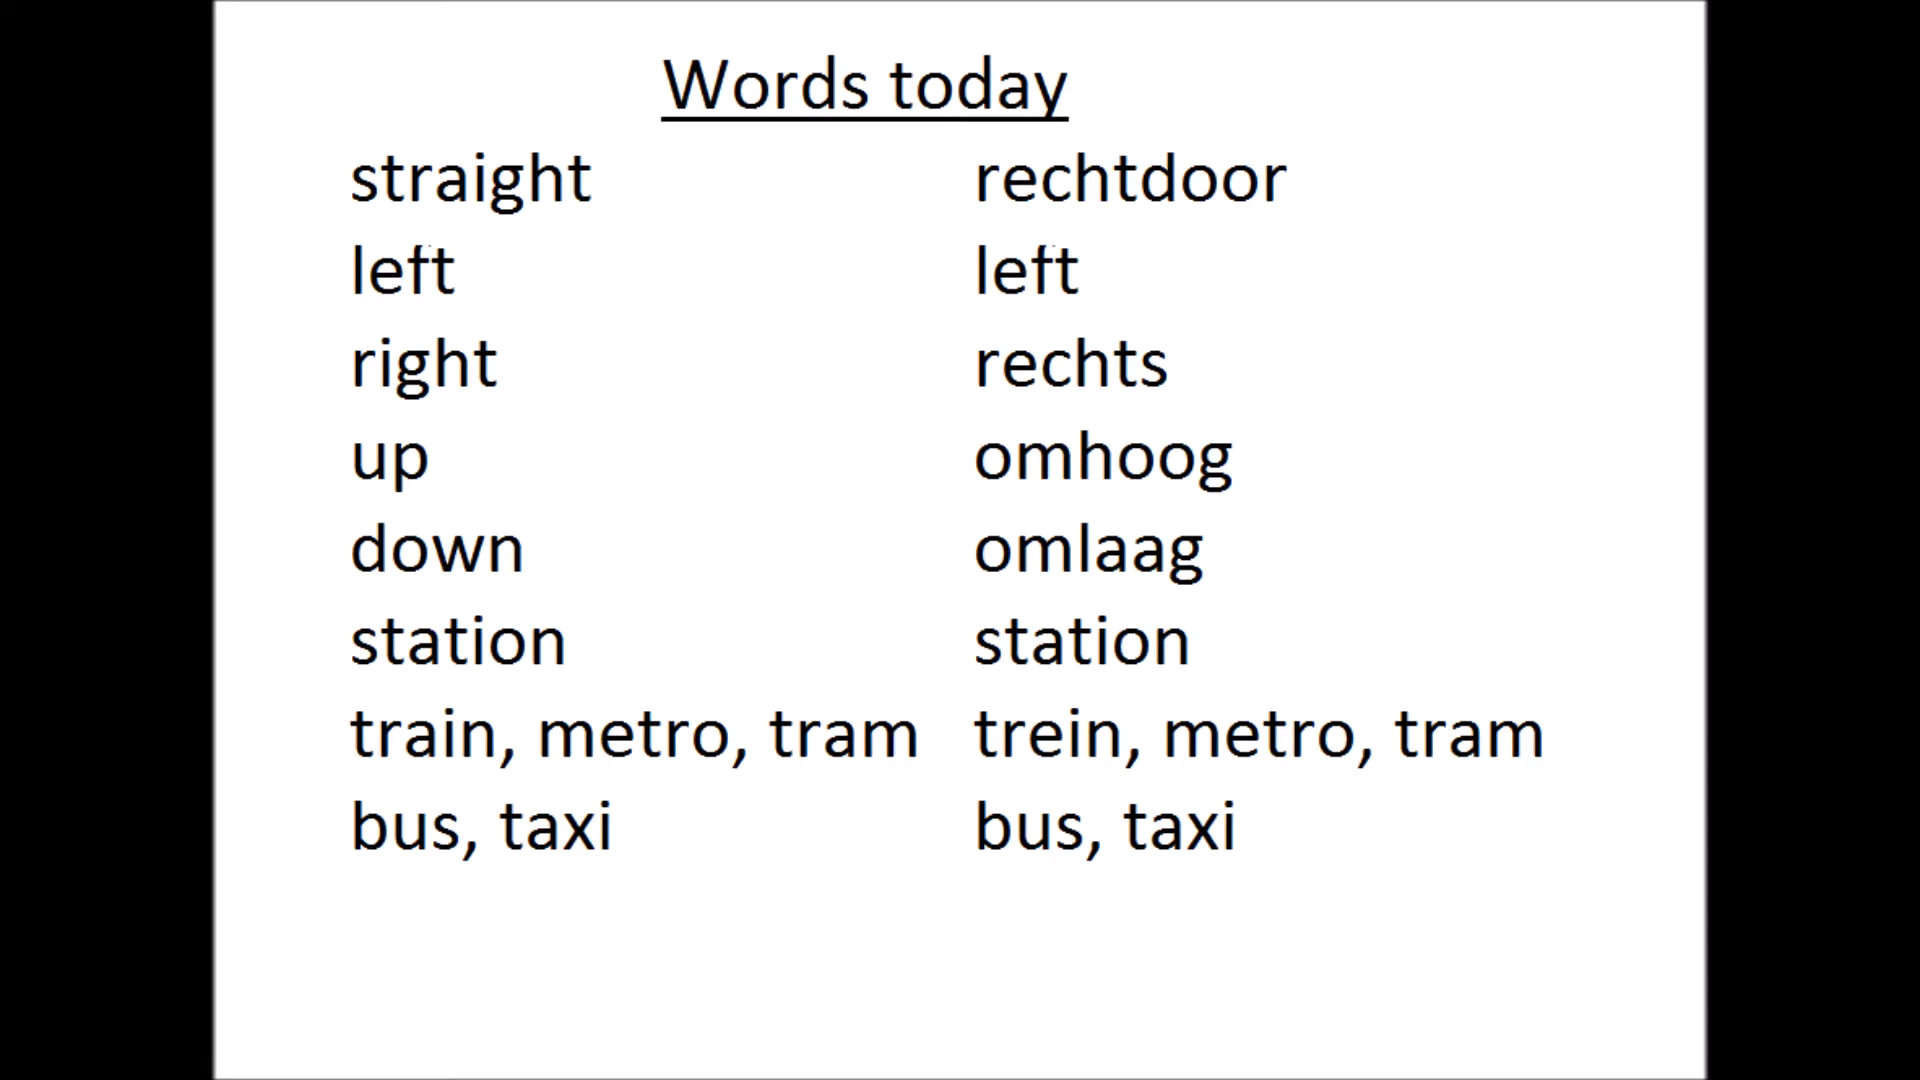 Words today
straight rechtdoor
left left
right rechts
up omhoog
down omlaag
station station
train, metro, tram trein, metro, tram
bus, taxi bus, taxi